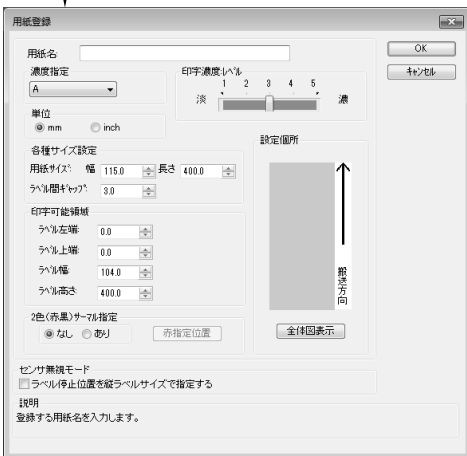 用紙登録
用紙名:
OK
キャンセル
濃度指定
A
印字濃度レベル
1 2 3 4 5
淡 濃
単位
mm inch
各種サイズ設定
用紙サイズ: 幅 115.0 長さ 400.0
ラベル間ギャップ: 3.0
印字可能領域
ラベル左端: 0.0
ラベル上端: 0.0
ラベル幅: 104.0
ラベル高さ: 400.0
設定個所
搬送方向
全体図表示
2色(赤黒)サーマル指定
なし あり 赤指定位置
センサ無視モード
ラベル停止位置を縦ラベルサイズで指定する
説明
登録する用紙名を入力します。